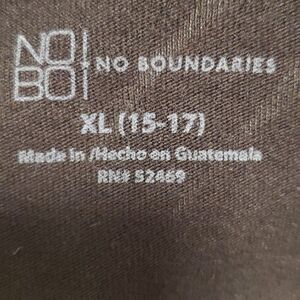 NO!
BO!
NO BOUNDARIES
XL (15-17)
Made in/Hecho en Guatemala
RN# 52469